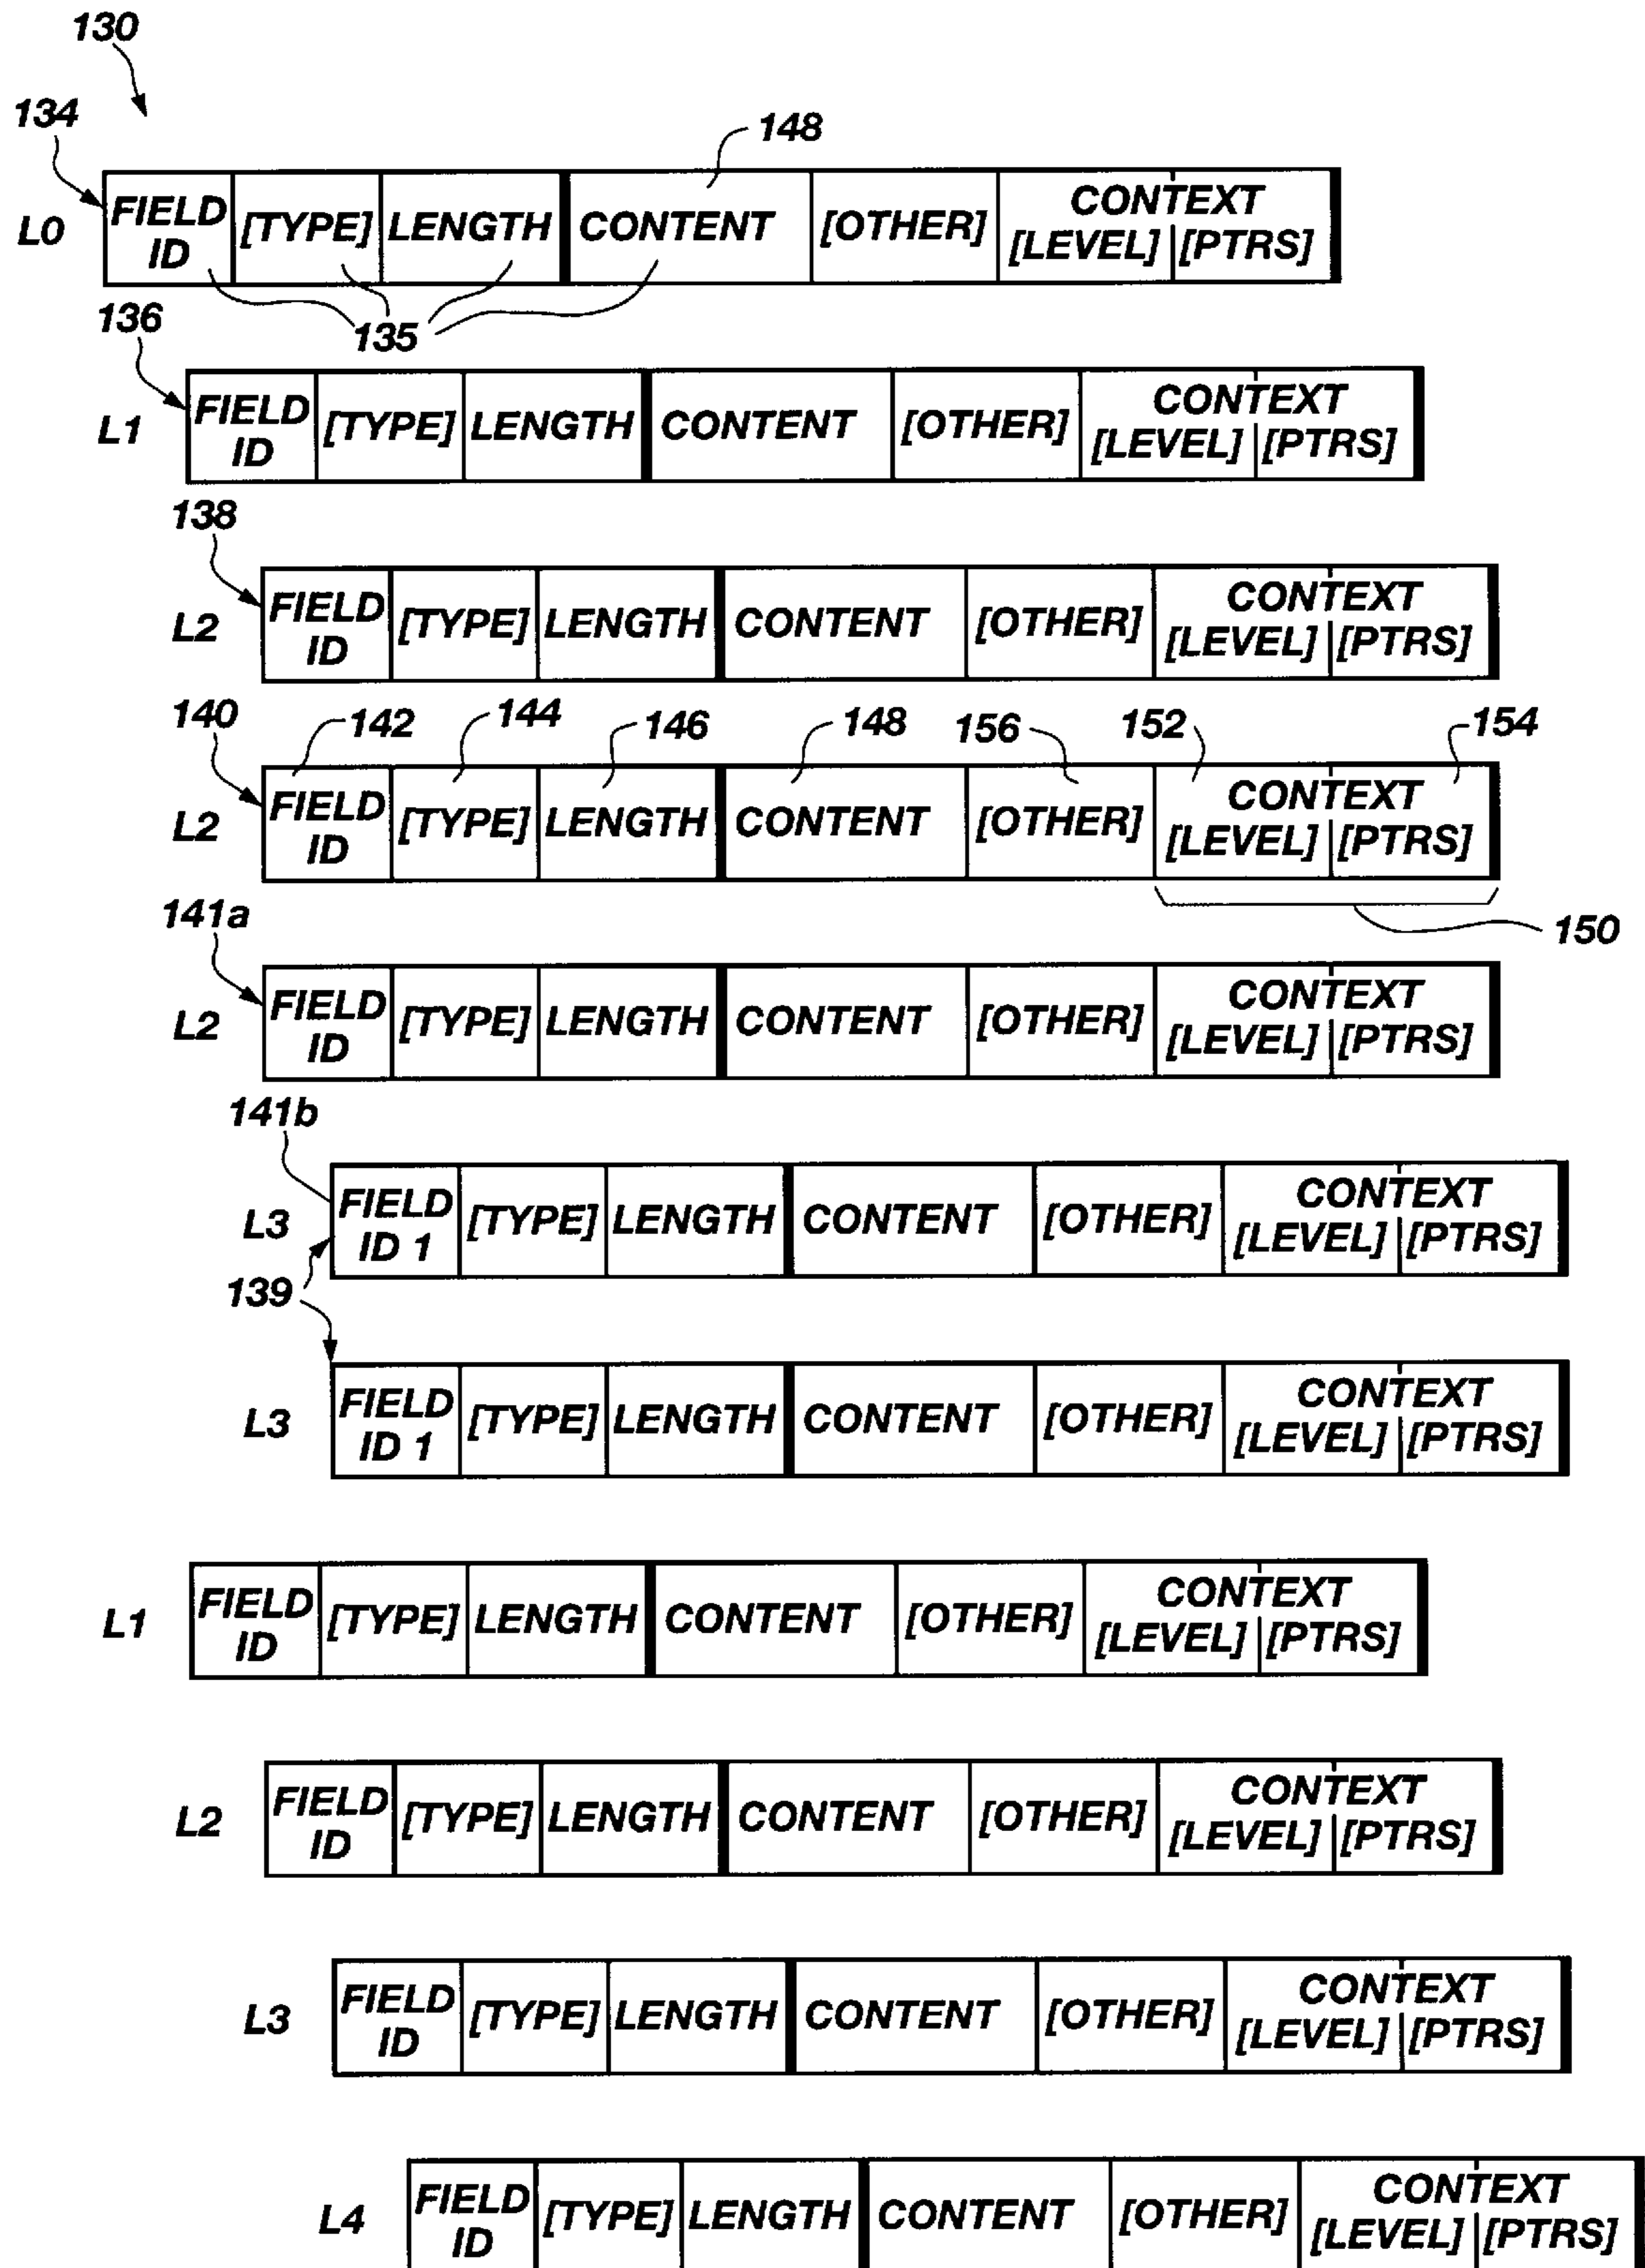 130
134
148
L0 FIELD ID [TYPE] LENGTH CONTENT [OTHER] CONTEXT [LEVEL] [PTRS]
135
136
L1 FIELD ID [TYPE] LENGTH CONTENT [OTHER] CONTEXT [LEVEL] [PTRS]
138
L2 FIELD ID [TYPE] LENGTH CONTENT [OTHER] CONTEXT [LEVEL] [PTRS]
140 142 144 146 148 156 152 154
L2 FIELD ID [TYPE] LENGTH CONTENT [OTHER] CONTEXT [LEVEL] [PTRS]
150
141a
L2 FIELD ID [TYPE] LENGTH CONTENT [OTHER] CONTEXT [LEVEL] [PTRS]
141b
L3 FIELD ID 1 [TYPE] LENGTH CONTENT [OTHER] CONTEXT [LEVEL] [PTRS]
139
L3 FIELD ID 1 [TYPE] LENGTH CONTENT [OTHER] CONTEXT [LEVEL] [PTRS]
L1 FIELD ID [TYPE] LENGTH CONTENT [OTHER] CONTEXT [LEVEL] [PTRS]
L2 FIELD ID [TYPE] LENGTH CONTENT [OTHER] CONTEXT [LEVEL] [PTRS]
L3 FIELD ID [TYPE] LENGTH CONTENT [OTHER] CONTEXT [LEVEL] [PTRS]
L4 FIELD ID [TYPE] LENGTH CONTENT [OTHER] CONTEXT [LEVEL] [PTRS]